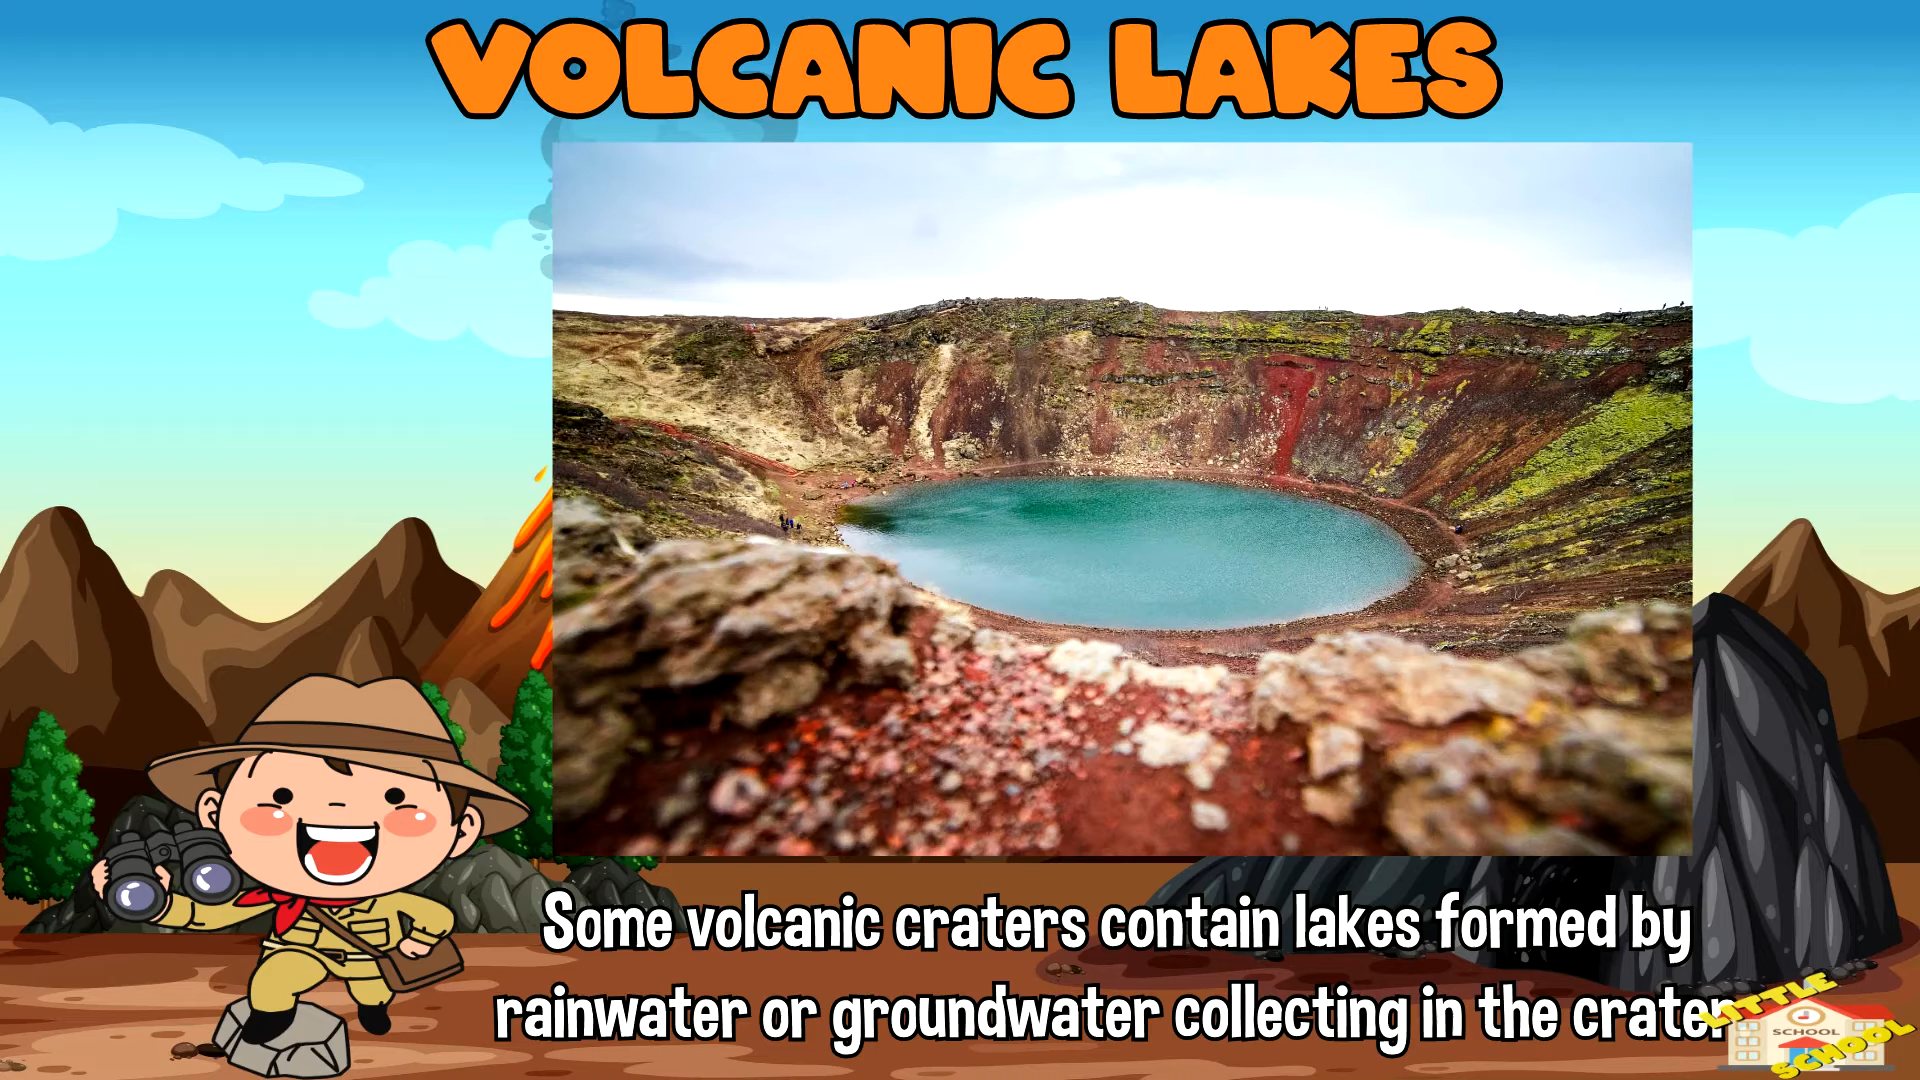 VOLCANIC LAKES
Some volcanic craters contain lakes formed by
rainwater or groundwater collecting in the crater
LITTLE
SCHOOL
SCHOOL